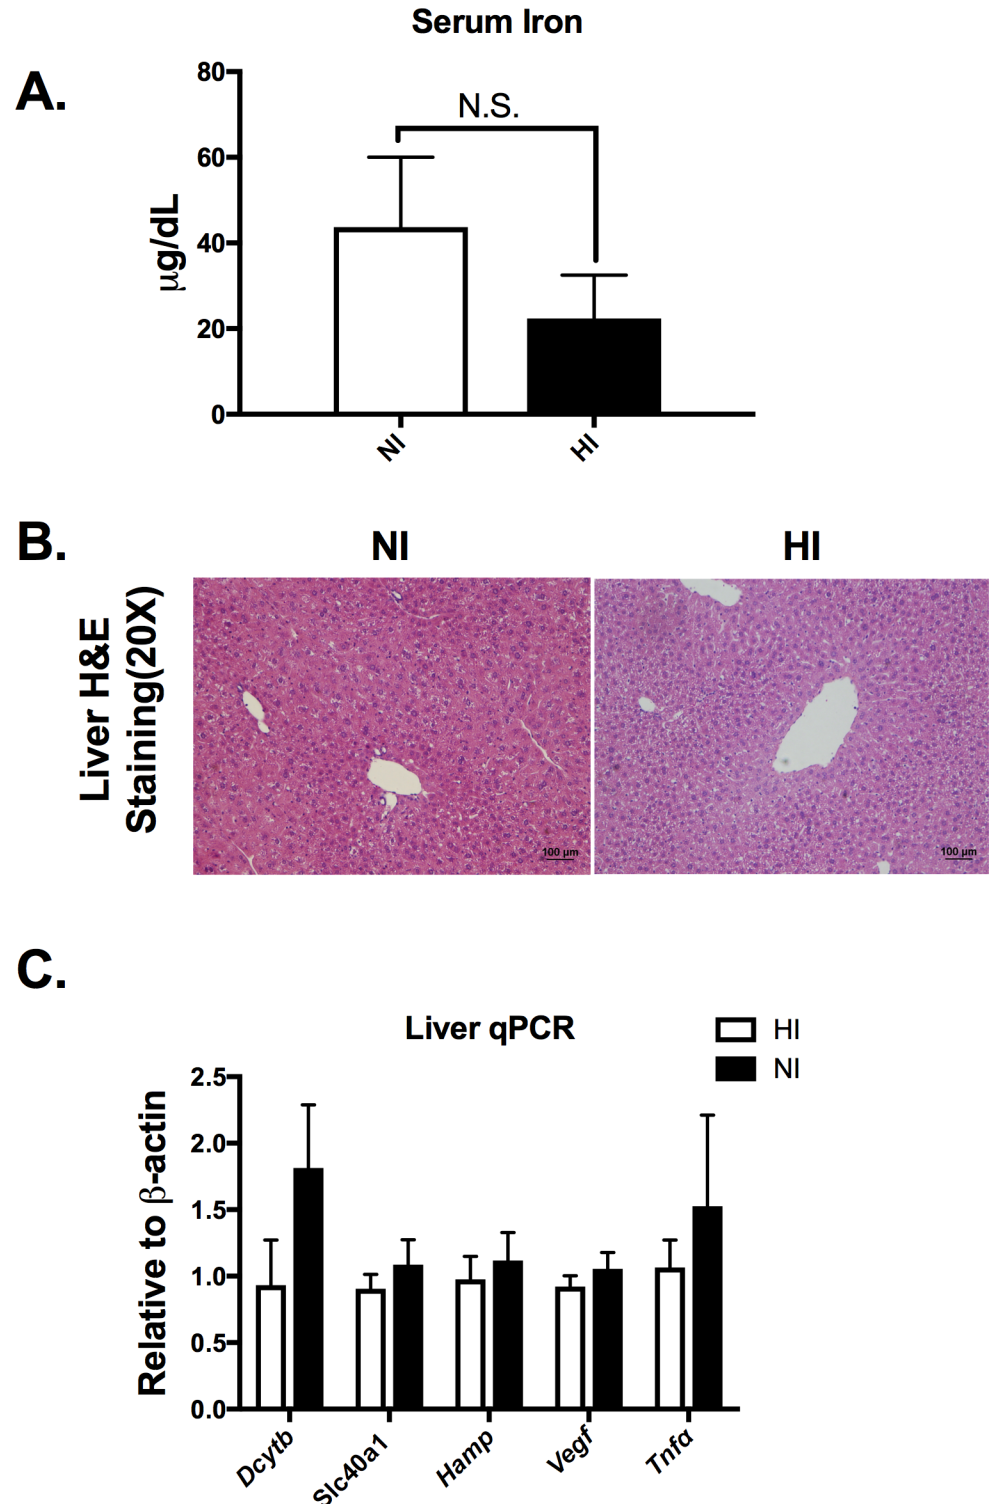 Serum Iron
A.
80
60
40
20
0
µg/dL
N.S.
NI
HI
B.
NI
HI
Liver H&E
Staining(20X)
100 µm
100 µm
C.
Liver qPCR
HI
NI
2.5
2.0
1.5
1.0
0.5
0.0
Relative to β-actin
Dcytb
Slc40a1
Hamp
Vegf
Tnfα